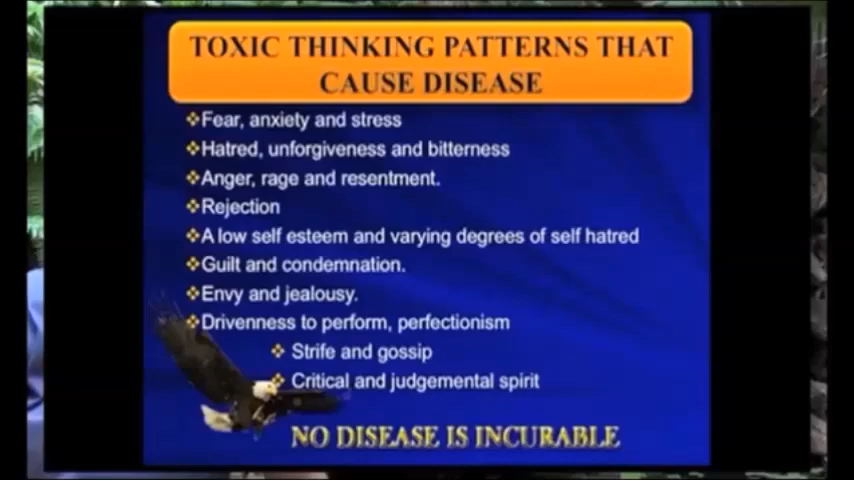 TOXIC THINKING PATTERNS THAT
CAUSE DISEASE
Fear, anxiety and stress
Hatred, unforgiveness and bitterness
Anger, rage and resentment.
Rejection
A low self esteem and varying degrees of self hatred
Guilt and condemnation.
Envy and jealousy.
Drivenness to perform, perfectionism
Strife and gossip
Critical and judgemental spirit
NO DISEASE IS INCURABLE